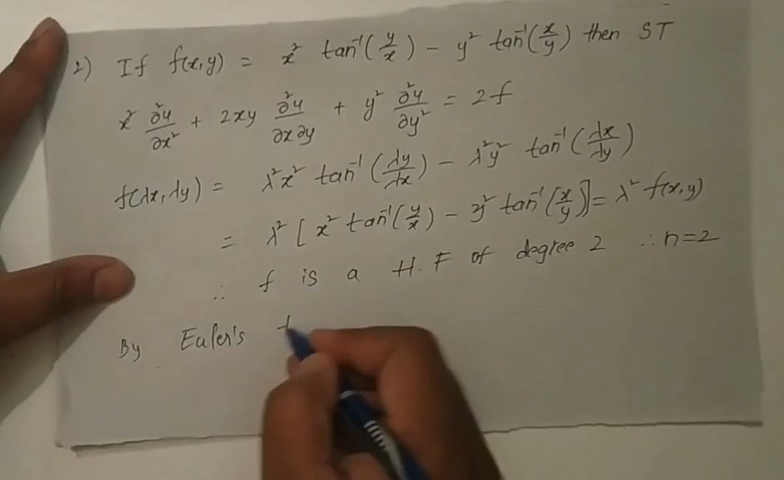 2) If f(x,y) = x² tan⁻¹(y/x) − y² tan⁻¹(x/y) then ST
x² ∂²u/∂x² + 2xy ∂²u/∂x∂y + y² ∂²u/∂y² = 2f
f(λx, λy) = λ²x² tan⁻¹(λy/λx) − λ²y² tan⁻¹(λx/λy)
= λ² [x² tan⁻¹(y/x) − y² tan⁻¹(x/y)] = λ² f(x,y)
∴ f is a H.F of degree 2 ∴ n=2
By Euler's t